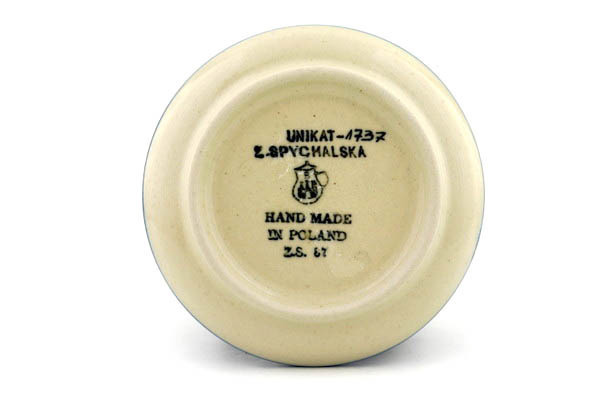 UNIKAT-1737
Z.SPYCHALSKA
HAND MADE
IN POLAND
Z.S. 67